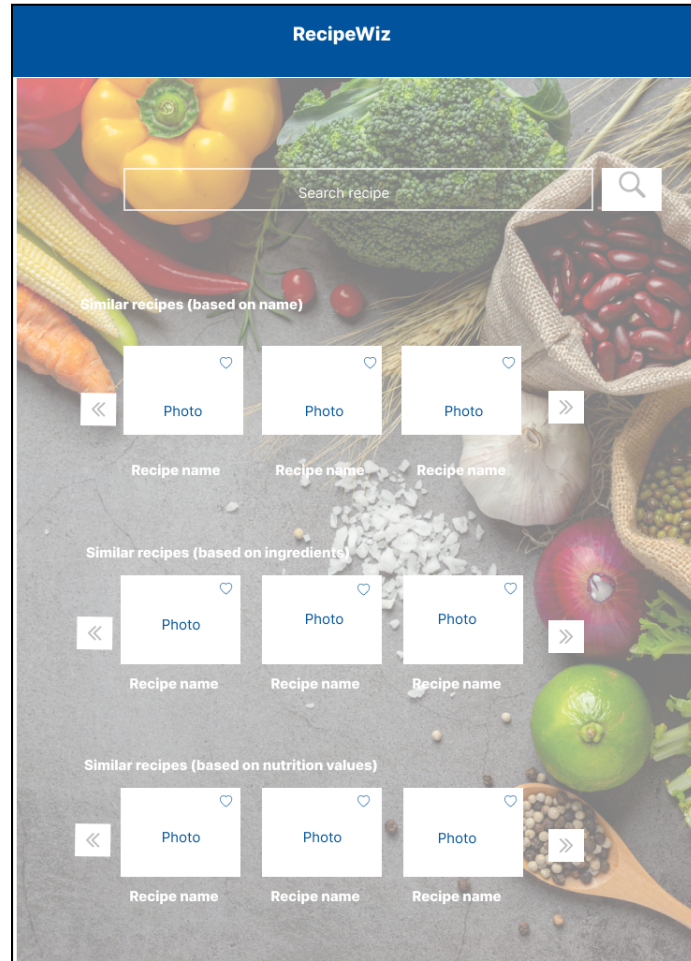 RecipeWiz
Search recipe
Similar recipes (based on name)
Photo Photo Photo
Recipe name Recipe name Recipe name
Similar recipes (based on ingredients)
Photo Photo Photo
Recipe name Recipe name Recipe name
Similar recipes (based on nutrition values)
Photo Photo Photo
Recipe name Recipe name Recipe name